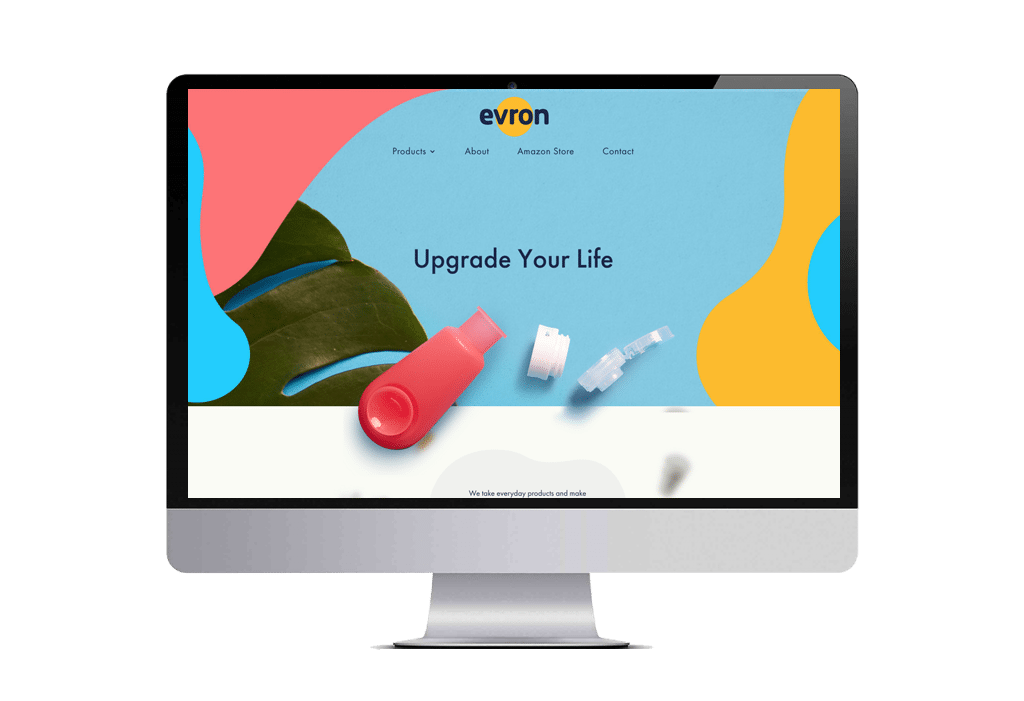 evron
Products About Amazon Store Contact
Upgrade Your Life
We take everyday products and make